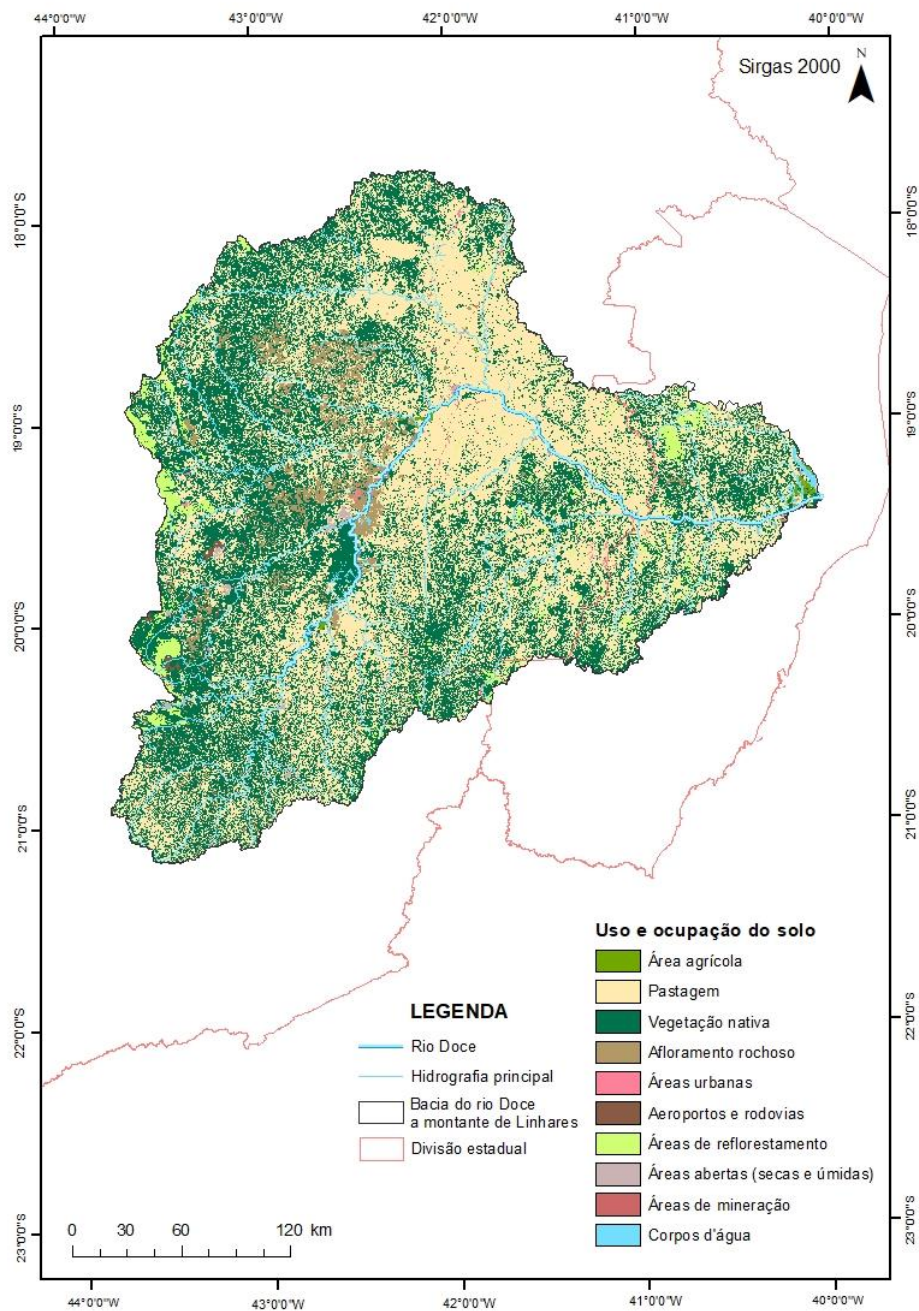 44°0'0"W 43°0'0"W 42°0'0"W 41°0'0"W 40°0'0"W
Sirgas 2000
N
18°0'0"S 18°0'0"S
19°0'0"S 19°0'0"S
20°0'0"S 20°0'0"S
21°0'0"S 21°0'0"S
22°0'0"S 22°0'0"S
23°0'0"S 23°0'0"S
LEGENDA
Rio Doce
Hidrografia principal
Bacia do rio Doce
a montante de Linhares
Divisão estadual
0 30 60 120 km
Uso e ocupação do solo
Área agrícola
Pastagem
Vegetação nativa
Afloramento rochoso
Áreas urbanas
Aeroportos e rodovias
Áreas de reflorestamento
Áreas abertas (secas e úmidas)
Áreas de mineração
Corpos d'água
44°0'0"W 43°0'0"W 42°0'0"W 41°0'0"W 40°0'0"W